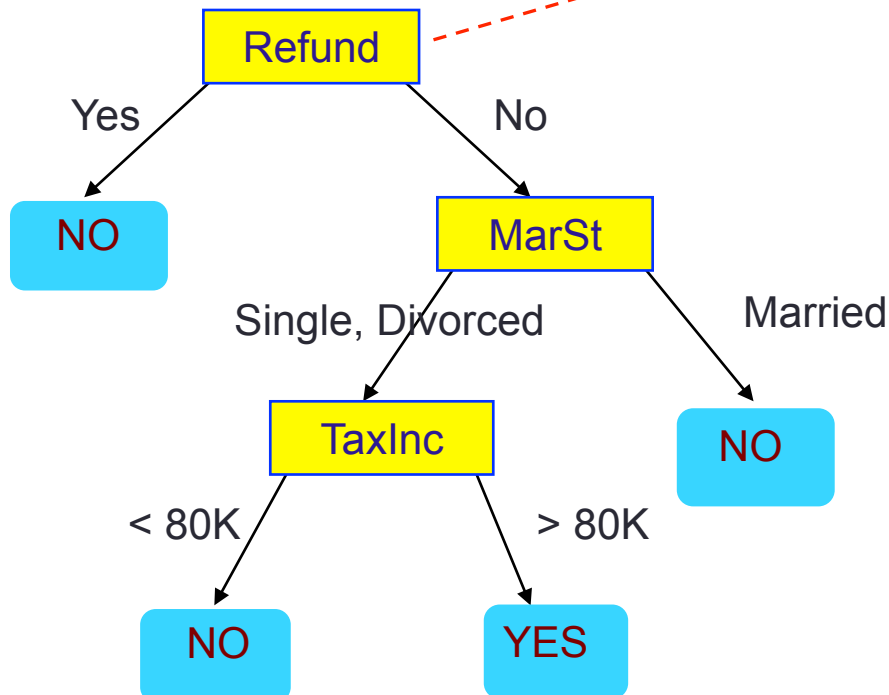 Refund
Yes
No
NO
MarSt
Single, Divorced
Married
TaxInc
NO
< 80K
> 80K
NO
YES